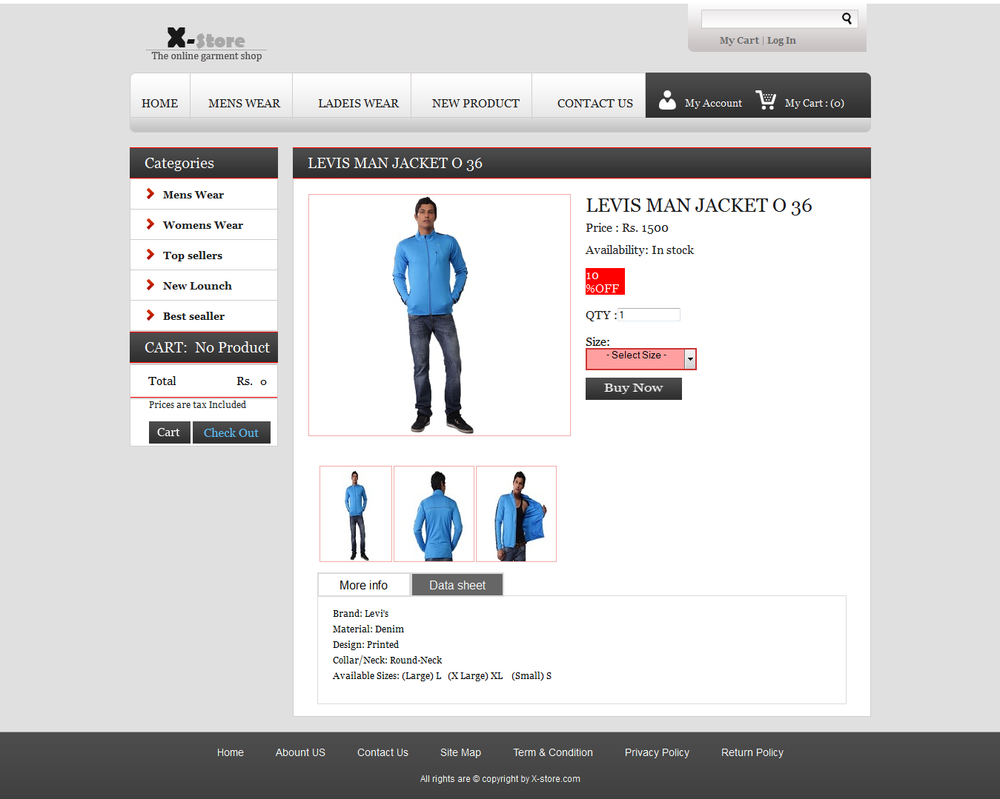 X-Store
The online garment shop
My Cart | Log In
HOME MENS WEAR LADEIS WEAR NEW PRODUCT CONTACT US My Account My Cart : (0)
Categories
Mens Wear
Womens Wear
Top sellers
New Lounch
Best sealler
CART: No Product
Total Rs. 0
Prices are tax Included
Cart Check Out
LEVIS MAN JACKET O 36
LEVIS MAN JACKET O 36
Price : Rs. 1500
Availability: In stock
10
%OFF
QTY : 1
Size:
- Select Size -
Buy Now
More info Data sheet
Brand: Levi's
Material: Denim
Design: Printed
Collar/Neck: Round-Neck
Available Sizes: (Large) L (X Large) XL (Small) S
Home Abount US Contact Us Site Map Term & Condition Privacy Policy Return Policy
All rights are © copyright by X-store.com